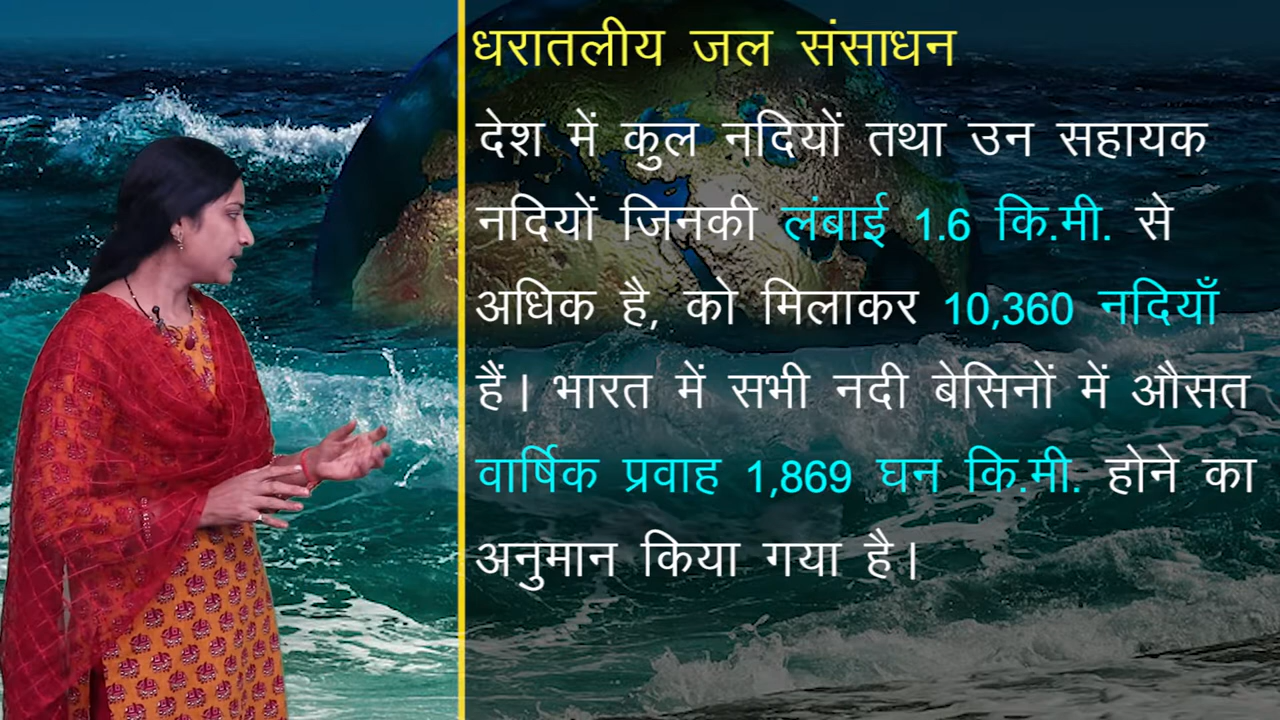 धरातलीय जल संसाधन
देश में कुल नदियों तथा उन सहायक
नदियों जिनकी लंबाई 1.6 कि.मी. से
अधिक है, को मिलाकर 10,360 नदियाँ
हैं। भारत में सभी नदी बेसिनों में औसत
वार्षिक प्रवाह 1,869 घन कि.मी. होने का
अनुमान किया गया है।